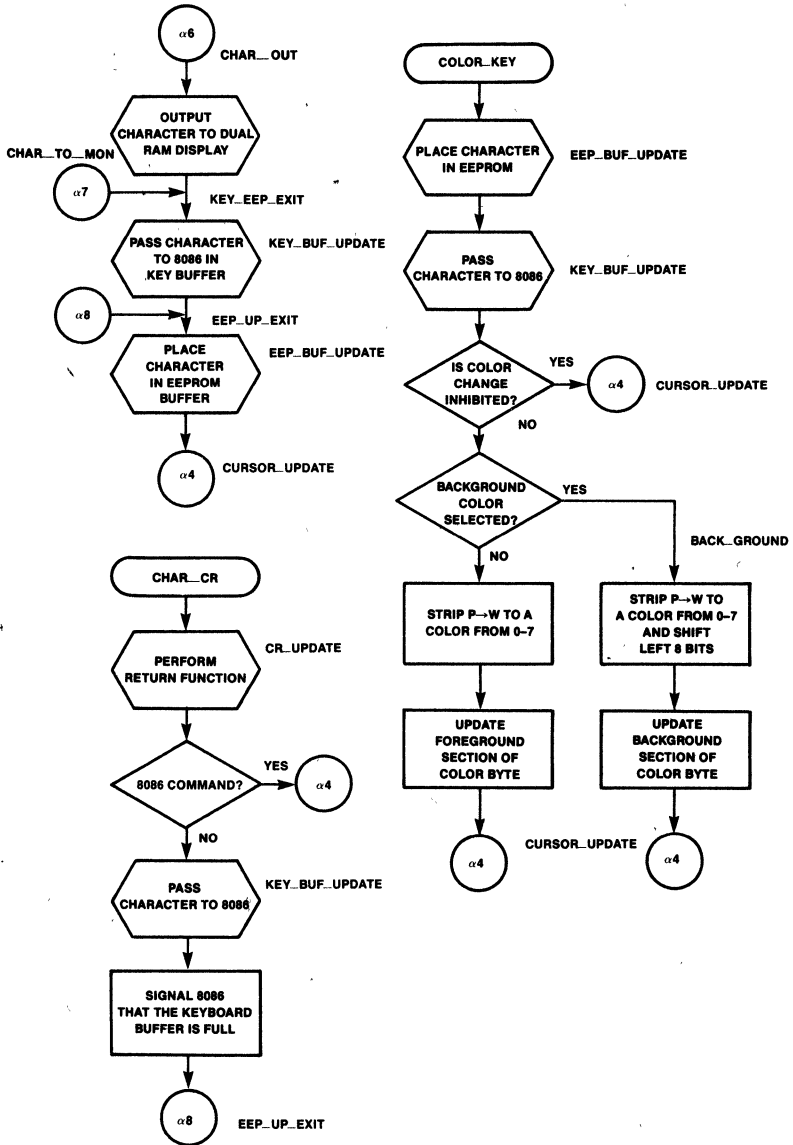 α6
CHAR__OUT
OUTPUT
CHARACTER TO DUAL
RAM DISPLAY
CHAR__TO__MON
α7
KEY_EEP_EXIT
PASS CHARACTER
TO 8086 IN
KEY BUFFER
KEY_BUF_UPDATE
α8
EEP_UP_EXIT
PLACE
CHARACTER
IN EEPROM
BUFFER
EEP_BUF_UPDATE
α4
CURSOR_UPDATE
CHAR__CR
PERFORM
RETURN FUNCTION
CR_UPDATE
8086 COMMAND?
YES
α4
NO
PASS
CHARACTER TO 8086
KEY_BUF_UPDATE
SIGNAL 8086
THAT THE KEYBOARD
BUFFER IS FULL
α8
EEP_UP_EXIT
COLOR_KEY
PLACE CHARACTER
IN EEPROM
EEP_BUF_UPDATE
PASS
CHARACTER TO 8086
KEY_BUF_UPDATE
IS COLOR
CHANGE
INHIBITED?
YES
α4
CURSOR_UPDATE
NO
BACKGROUND
COLOR
SELECTED?
YES
BACK_GROUND
NO
STRIP P→W TO A
COLOR FROM 0–7
STRIP P→W TO
A COLOR FROM 0–7
AND SHIFT
LEFT 8 BITS
UPDATE
FOREGROUND
SECTION OF
COLOR BYTE
UPDATE
BACKGROUND
SECTION OF
COLOR BYTE
α4
CURSOR_UPDATE
α4